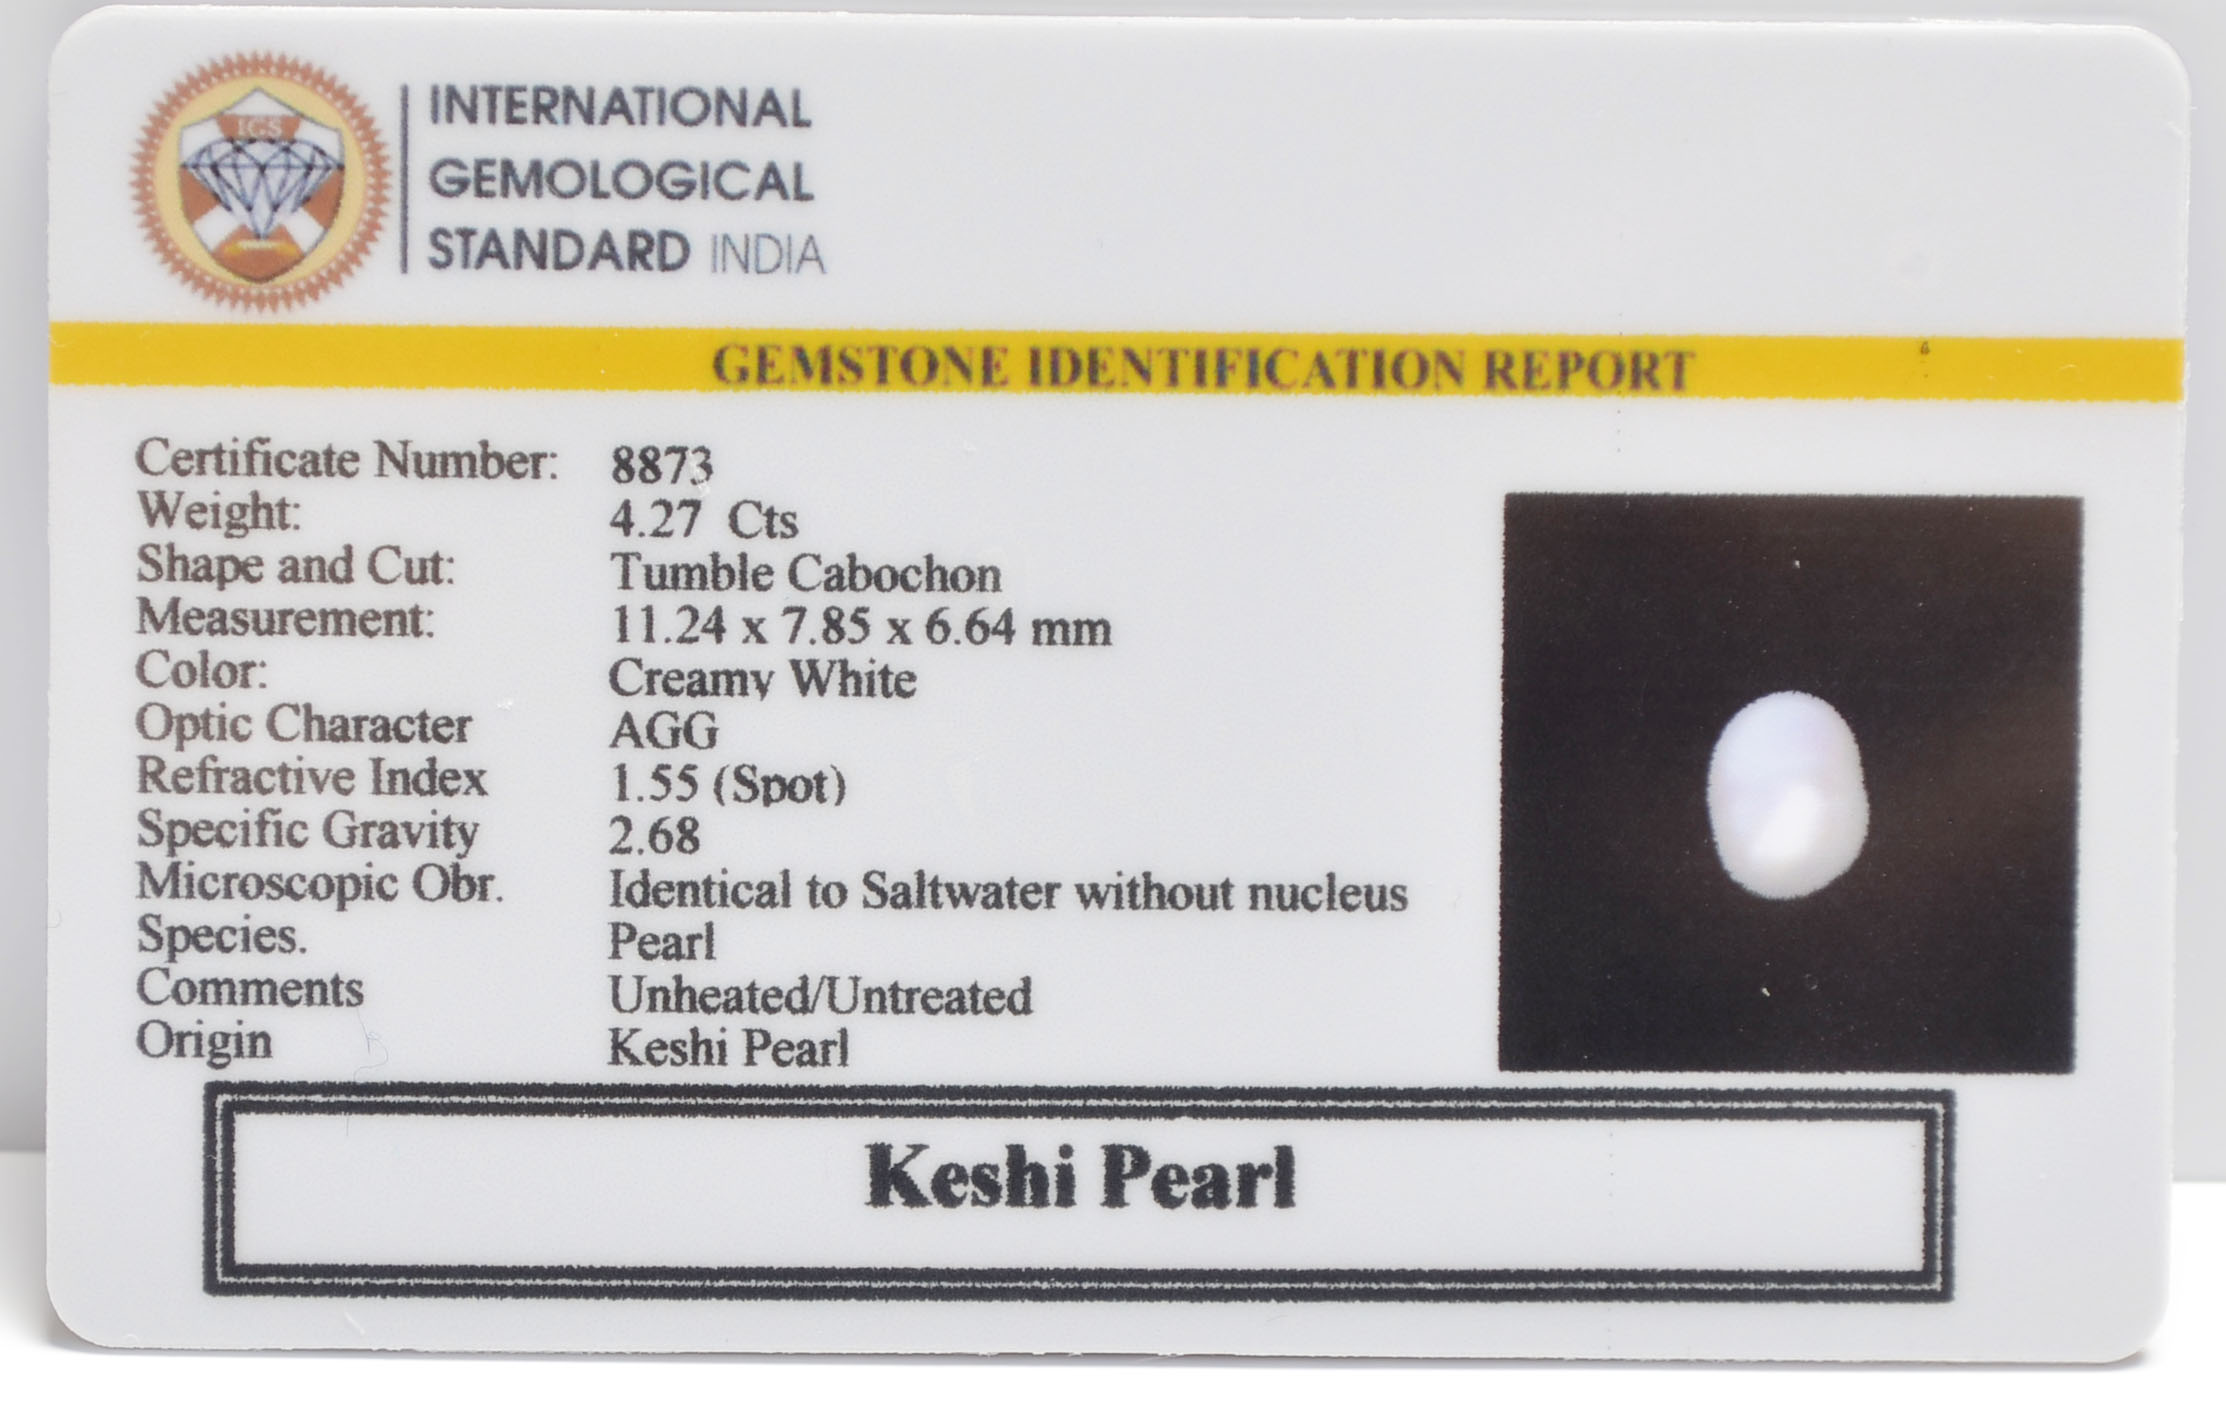 IGS
INTERNATIONAL
GEMOLOGICAL
STANDARD INDIA
GEMSTONE IDENTIFICATION REPORT
Certificate Number: 8873
Weight: 4.27 Cts
Shape and Cut: Tumble Cabochon
Measurement: 11.24 x 7.85 x 6.64 mm
Color: Creamy White
Optic Character AGG
Refractive Index 1.55 (Spot)
Specific Gravity 2.68
Microscopic Obr. Identical to Saltwater without nucleus
Species. Pearl
Comments Unheated/Untreated
Origin Keshi Pearl
Keshi Pearl